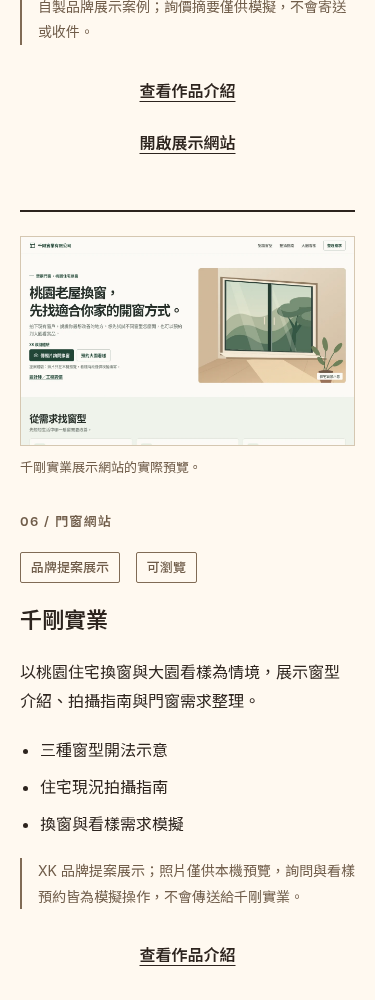 自製品牌展示案例；詢價摘要僅供模擬，不會寄送
或收件。
查看作品介紹
開啟展示網站
千剛實業有限公司
桃園老屋換窗，
先找適合你家的開窗方式。
從需求找窗型
千剛實業展示網站的實際預覽。
06 / 門窗網站
品牌提案展示
可瀏覽
千剛實業
以桃園住宅換窗與大園看樣為情境，展示窗型
介紹、拍攝指南與門窗需求整理。
三種窗型開法示意
住宅現況拍攝指南
換窗與看樣需求模擬
XK 品牌提案展示；照片僅供本機預覽，詢問與看樣
預約皆為模擬操作，不會傳送給千剛實業。
查看作品介紹